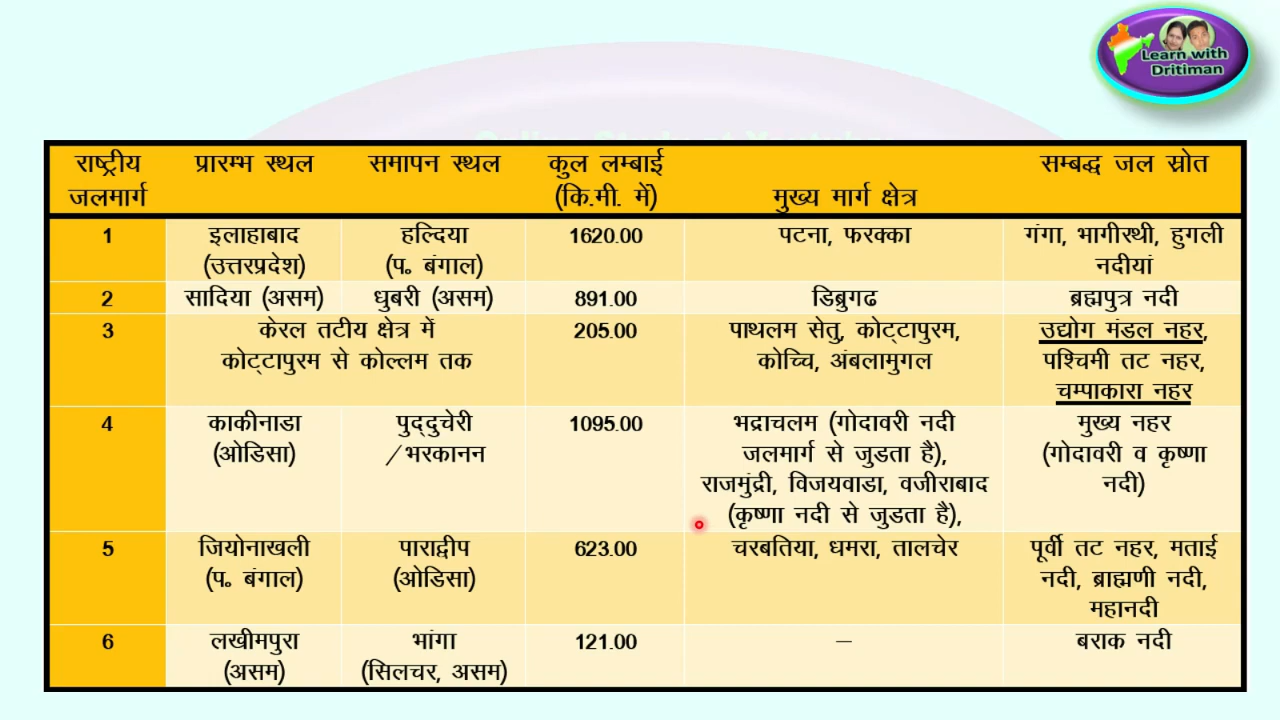 Learn with
Dritiman
राष्ट्रीय जलमार्ग
प्रारम्भ स्थल
समापन स्थल
कुल लम्बाई
(कि.मी. में)
मुख्य मार्ग क्षेत्र
सम्बद्ध जल स्रोत
1
इलाहाबाद
(उत्तरप्रदेश)
हल्दिया
(प॰ बंगाल)
1620.00
पटना, फरक्का
गंगा, भागीरथी, हुगली
नदीयां
2
सादिया (असम)
धुबरी (असम)
891.00
डिब्रुगढ
ब्रह्मपुत्र नदी
3
केरल तटीय क्षेत्र में
कोट्टापुरम से कोल्लम तक
205.00
पाथलम सेतु, कोट्टापुरम,
कोच्चि, अंबलामुगल
उद्योग मंडल नहर,
पश्चिमी तट नहर,
चम्पाकारा नहर
4
काकीनाडा
(ओडिसा)
पुद्दुचेरी
/भरकानन
1095.00
भद्राचलम (गोदावरी नदी
जलमार्ग से जुडता है),
राजमुंद्री, विजयवाडा, वजीराबाद
(कृष्णा नदी से जुडता है),
मुख्य नहर
(गोदावरी व कृष्णा
नदी)
5
जियोनाखली
(प॰ बंगाल)
पाराद्वीप
(ओडिसा)
623.00
चरबतिया, धमरा, तालचेर
पूर्वी तट नहर, मताई
नदी, ब्राह्मणी नदी,
महानदी
6
लखीमपुरा
(असम)
भांगा
(सिलचर, असम)
121.00
–
बराक नदी